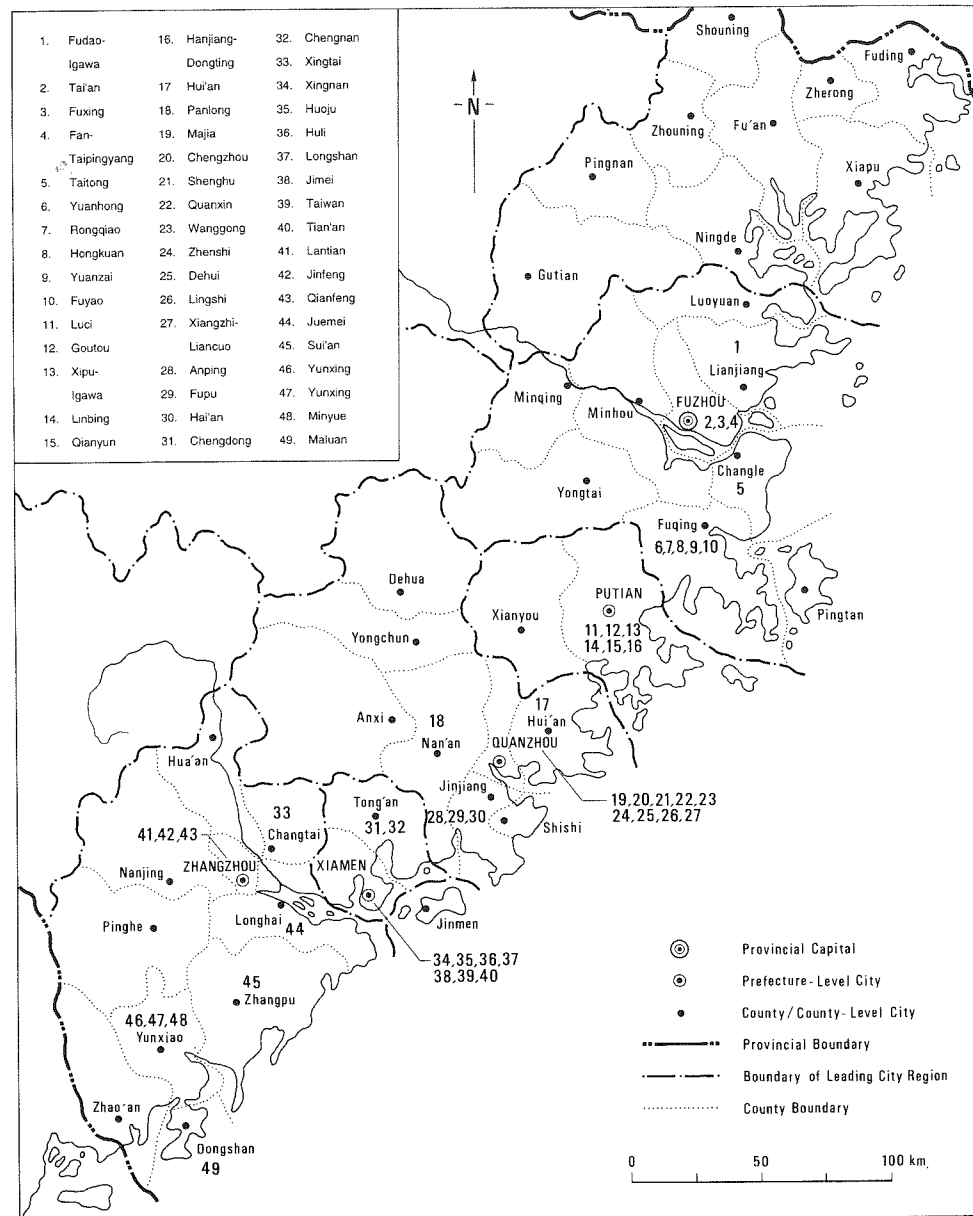 1. Fudao-
Igawa
2. Tai'an
3. Fuxing
4. Fan-
Taipingyang
5. Taitong
6. Yuanhong
7. Rongqiao
8. Hongkuan
9. Yuanzai
10. Fuyao
11. Luci
12. Goutou
13. Xipu-
Igawa
14. Linbing
15. Qianyun
16. Hanjiang-
Dongting
17 Hui'an
18. Panlong
19. Majia
20. Chengzhou
21. Shenghu
22. Quanxin
23. Wanggong
24. Zhenshi
25. Dehui
26. Lingshi
27. Xiangzhi-
Liancuo
28. Anping
29. Fupu
30. Hai'an
31. Chengdong
32. Chengnan
33. Xingtai
34. Xingnan
35. Huoju
36. Huli
37. Longshan
38. Jimei
39. Taiwan
40. Tian'an
41. Lantian
42. Jinfeng
43. Qianfeng
44. Juemei
45. Sui'an
46. Yunxing
47. Yunxing
48. Minyue
49. Maluan
N
Shouning
Fuding
Zherong
Zhouning
Fu'an
Pingnan
Xiapu
Ningde
Gutian
Luoyuan
1
Lianjiang
Minqing
Minhou
FUZHOU
2,3,4
Changle
5
Yongtai
Fuqing
6,7,8,9,10
Pingtan
Dehua
PUTIAN
Xianyou
11,12,13
14,15,16
Yongchun
Anxi
18
Nan'an
17
Hui'an
QUANZHOU
19,20,21,22,23
24,25,26,27
Hua'an
Jinjiang
28,29,30
Shishi
33
Changtai
Tong'an
31,32
41,42,43
ZHANGZHOU
XIAMEN
Nanjing
Longhai
44
Jinmen
Pinghe
34,35,36,37
38,39,40
45
Zhangpu
46,47,48
Yunxiao
Zhao'an
Dongshan
49
Provincial Capital
Prefecture-Level City
County/County-Level City
Provincial Boundary
Boundary of Leading City Region
County Boundary
0 50 100 km